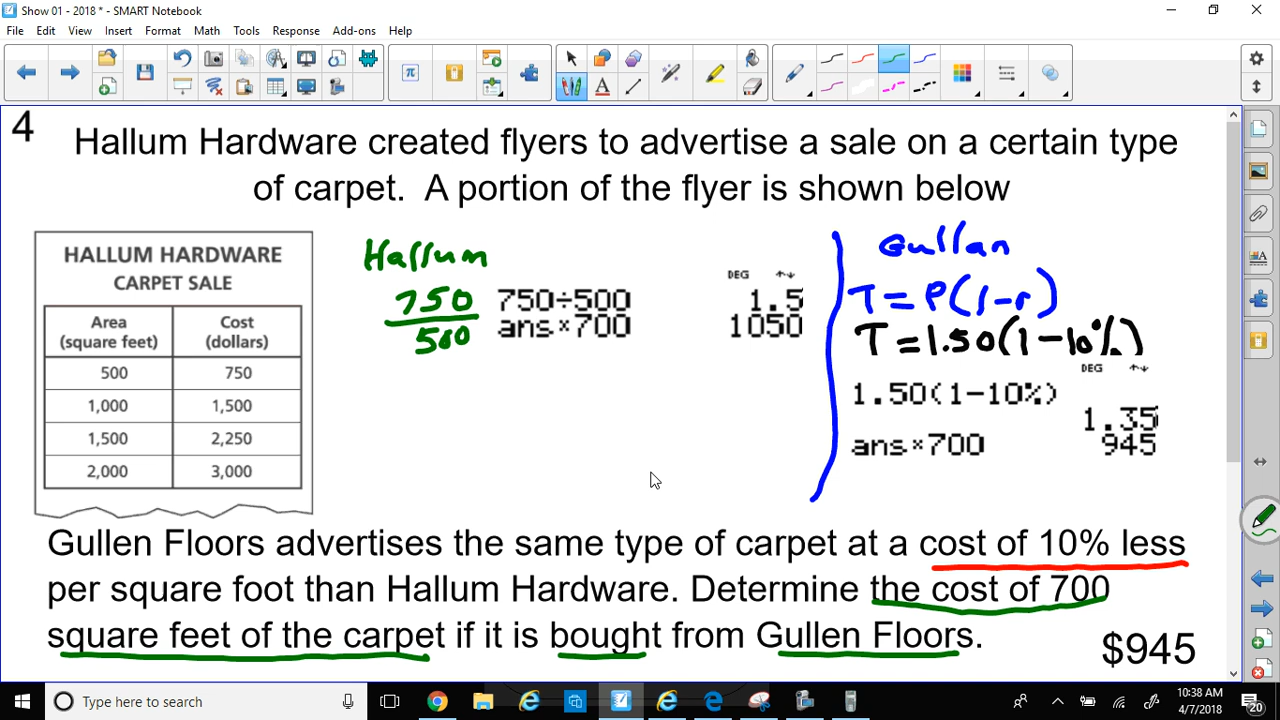 Show 01 - 2018 * - SMART Notebook
File Edit View Insert Format Math Tools Response Add-ons Help
4
Hallum Hardware created flyers to advertise a sale on a certain type
of carpet. A portion of the flyer is shown below
HALLUM HARDWARE
CARPET SALE
Area
(square feet)
Cost
(dollars)
500 750
1,000 1,500
1,500 2,250
2,000 3,000
Hallum
750
500
DEG
750÷500 1.5
ans*700 1050
Gullan
T = P(1-r)
T = 1.50(1-10%)
DEG
1.50(1-10%)
1.35
ans*700 945
Gullen Floors advertises the same type of carpet at a cost of 10% less
per square foot than Hallum Hardware. Determine the cost of 700
square feet of the carpet if it is bought from Gullen Floors.
$945
Type here to search
10:38 AM
4/7/2018
20